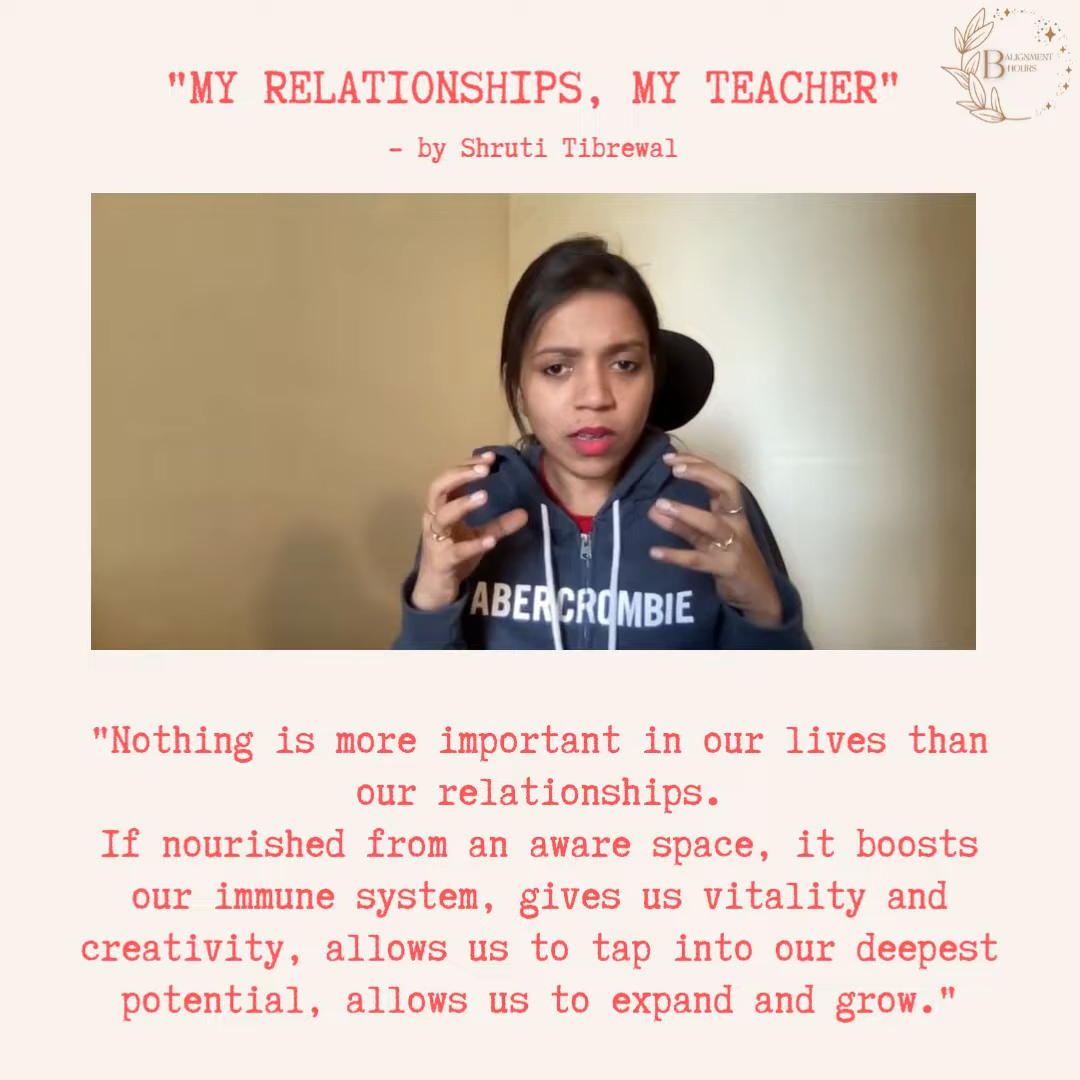 "MY RELATIONSHIPS, MY TEACHER"
- by Shruti Tibrewal
B ALIGNMENT
HOURS
ABERCROMBIE
"Nothing is more important in our lives than
our relationships.
If nourished from an aware space, it boosts
our immune system, gives us vitality and
creativity, allows us to tap into our deepest
potential, allows us to expand and grow."